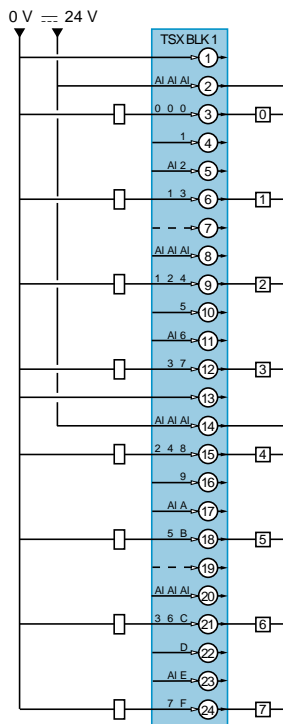 0 V ⎓ 24 V
TSX BLK 1
1
AI AI AI 2
0 0 0 3 0
1 4
AI 2 5
1 3 6 1
7
AI AI AI 8
1 2 4 9 2
5 10
AI 6 11
3 7 12 3
13
AI AI AI 14
2 4 8 15 4
9 16
AI A 17
5 B 18 5
19
AI AI AI 20
3 6 C 21 6
D 22
AI E 23
7 F 24 7